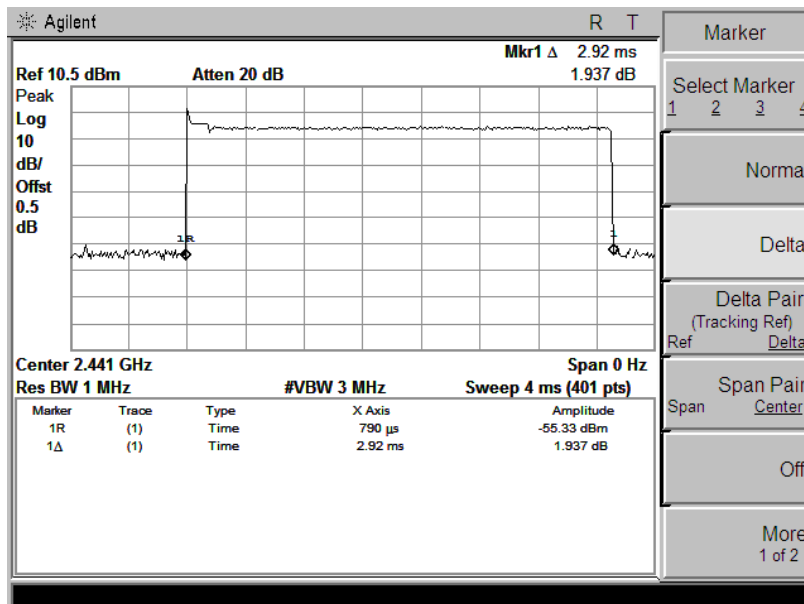 Agilent R T
Mkr1 Δ 2.92 ms
Ref 10.5 dBm Atten 20 dB 1.937 dB
Peak
Log
10
dB/
Offst
0.5
dB
1R
1
Center 2.441 GHz Span 0 Hz
Res BW 1 MHz #VBW 3 MHz Sweep 4 ms (401 pts)
Marker Trace Type X Axis Amplitude
1R (1) Time 790 µs -55.33 dBm
1Δ (1) Time 2.92 ms 1.937 dB
Marker
Select Marker
1 2 3 4
Norma
Delta
Delta Pair
(Tracking Ref)
Ref Delta
Span Pair
Span Center
Off
More
1 of 2